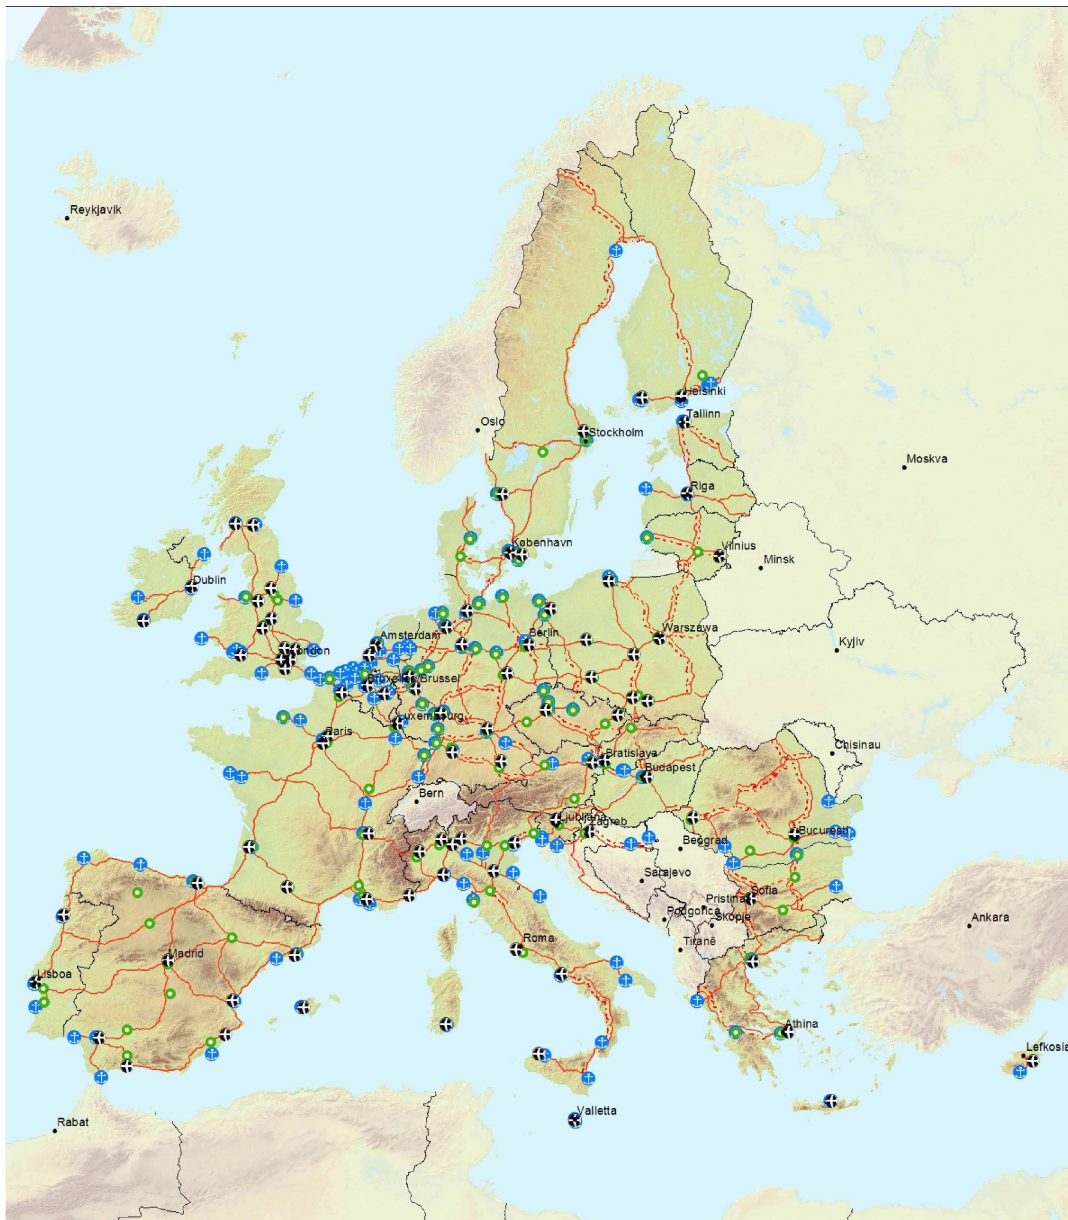 Reykjavik
Helsinki
Tallinn
Oslo
Stockholm
Moskva
Riga
København
Vilnius
Minsk
Dublin
Amsterdam
Berlin
Warszawa
London
Kyjiv
Bruxelles/Brussel
Luxembourg
Paris
Bratislava
Chisinau
Budapest
Bern
Ljubljana
Zagreb
Bucuresti
Beograd
Sarajevo
Sofia
Pristina
Podgorica
Skopje
Ankara
Roma
Tiranë
Madrid
Lisboa
Athina
Lefkosia
Valletta
Rabat